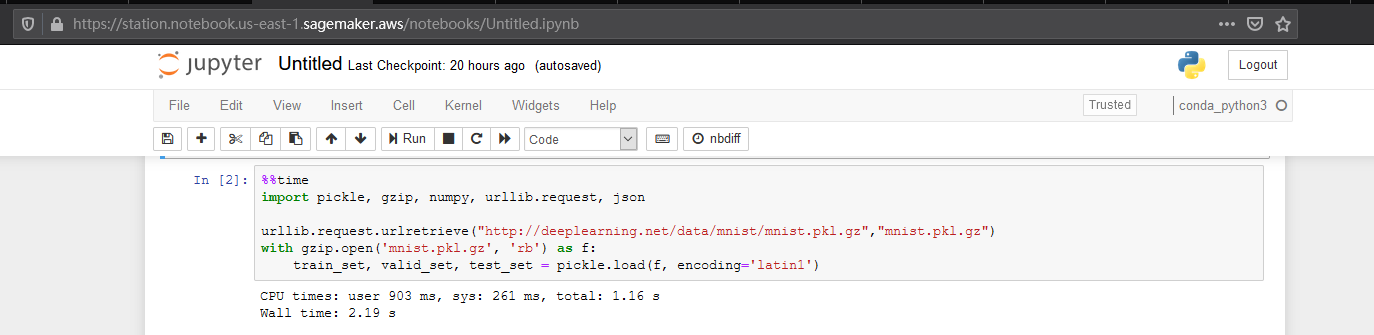 https://station.notebook.us-east-1.sagemaker.aws/notebooks/Untitled.ipynb
jupyter Untitled Last Checkpoint: 20 hours ago (autosaved) Logout
File Edit View Insert Cell Kernel Widgets Help Trusted conda_python3
Run Code nbdiff
In [2]: %%time
import pickle, gzip, numpy, urllib.request, json
urllib.request.urlretrieve("http://deeplearning.net/data/mnist/mnist.pkl.gz","mnist.pkl.gz")
with gzip.open('mnist.pkl.gz', 'rb') as f:
    train_set, valid_set, test_set = pickle.load(f, encoding='latin1')
CPU times: user 903 ms, sys: 261 ms, total: 1.16 s
Wall time: 2.19 s